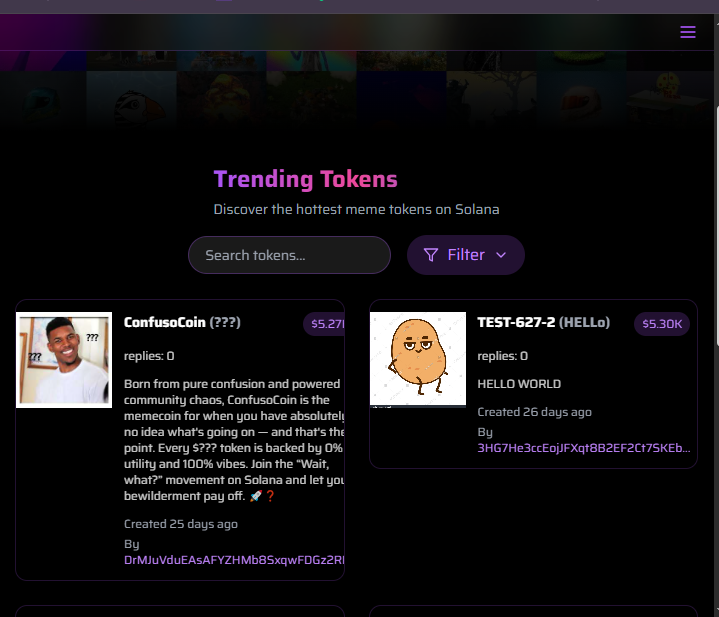 Trending Tokens
Discover the hottest meme tokens on Solana
Search tokens...
Filter
ConfusoCoin (???)
$5.27
???
???
replies: 0
Born from pure confusion and powered
community chaos, ConfusoCoin is the
memecoin for when you have absolutely
no idea what's going on — and that's the
point. Every $??? token is backed by 0%
utility and 100% vibes. Join the "Wait,
what?" movement on Solana and let you
bewilderment pay off. 🚀❓
Created 25 days ago
By
DrMJuVduEAsAFYZHMb8SxqwFDGz2R
TEST-627-2 (HELLo)
$5.30K
replies: 0
HELLO WORLD
Created 26 days ago
By
3HG7He3ccEojJFXqt8B2EF2Ct7SKEb...